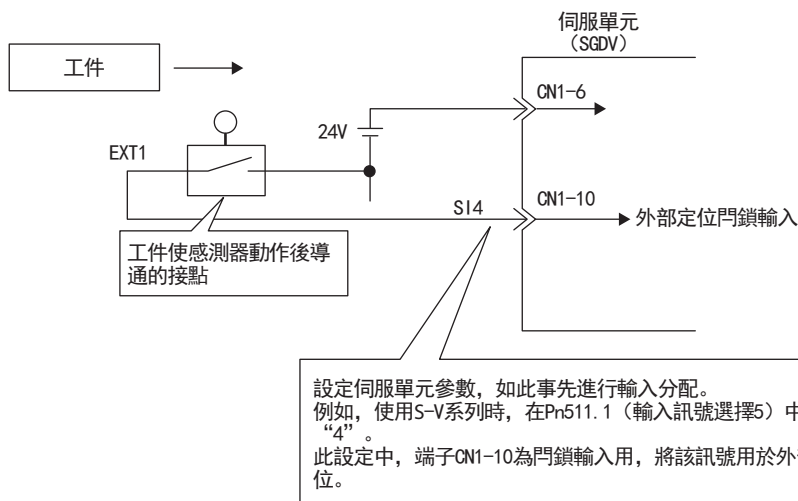 伺服單元
（SGDV）
工件
CN1-6
24V
EXT1
SI4
CN1-10
外部定位門鎖輸入
工件使感測器動作後導
通的接點
設定伺服單元參數，如此事先進行輸入分配。
例如，使用S-V系列時，在Pn511.1（輸入訊號選擇5）中
“4”。
此設定中，端子CN1-10為門鎖輸入用，將該訊號用於外
位。